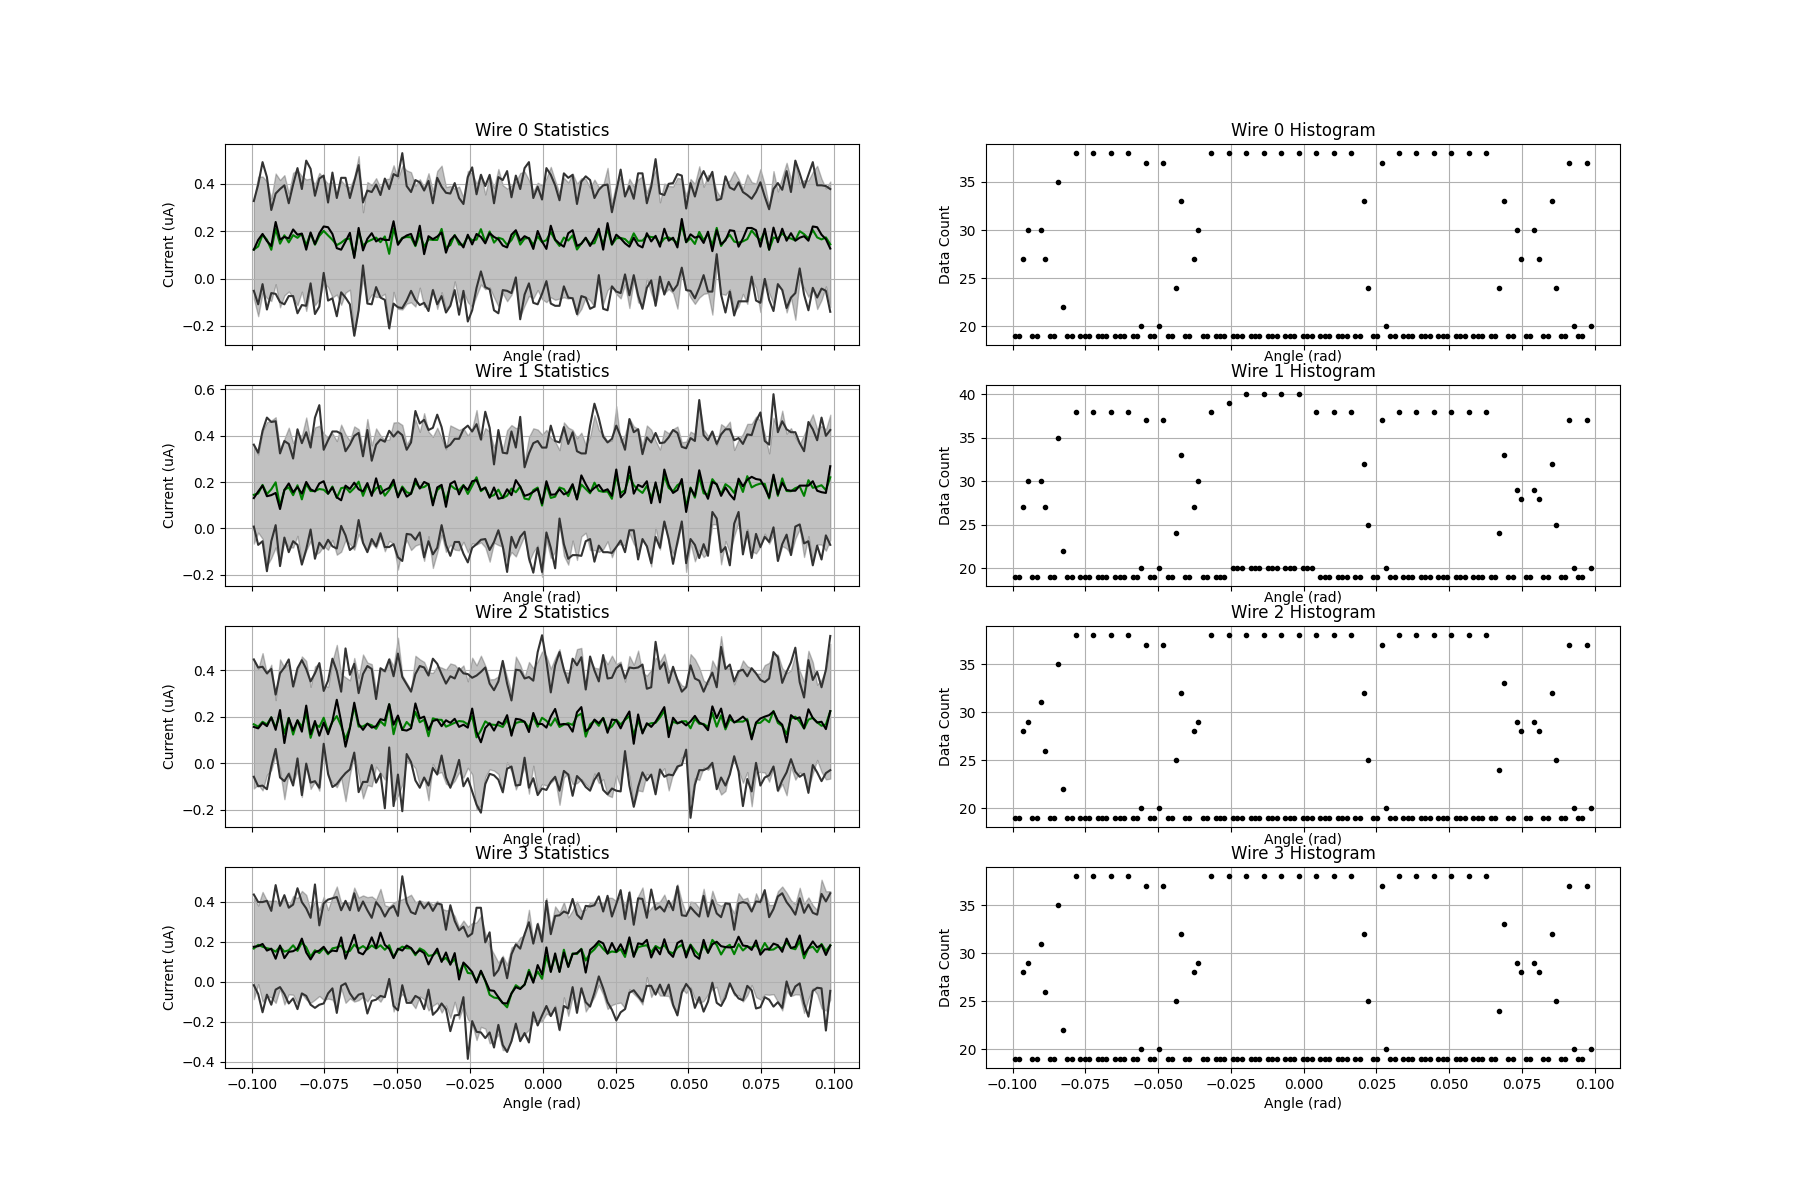 Wire 0 Statistics
Current (uA)
0.4
0.2
0.0
−0.2
Angle (rad)
Wire 0 Histogram
Data Count
35
30
25
20
Angle (rad)
Wire 1 Statistics
Current (uA)
0.6
0.4
0.2
0.0
−0.2
Angle (rad)
Wire 1 Histogram
Data Count
40
35
30
25
20
Angle (rad)
Wire 2 Statistics
Current (uA)
0.4
0.2
0.0
−0.2
Angle (rad)
Wire 2 Histogram
Data Count
35
30
25
20
Angle (rad)
Wire 3 Statistics
Current (uA)
0.4
0.2
0.0
−0.2
−0.4
−0.100 −0.075 −0.050 −0.025 0.000 0.025 0.050 0.075 0.100
Angle (rad)
Wire 3 Histogram
Data Count
35
30
25
20
−0.100 −0.075 −0.050 −0.025 0.000 0.025 0.050 0.075 0.100
Angle (rad)